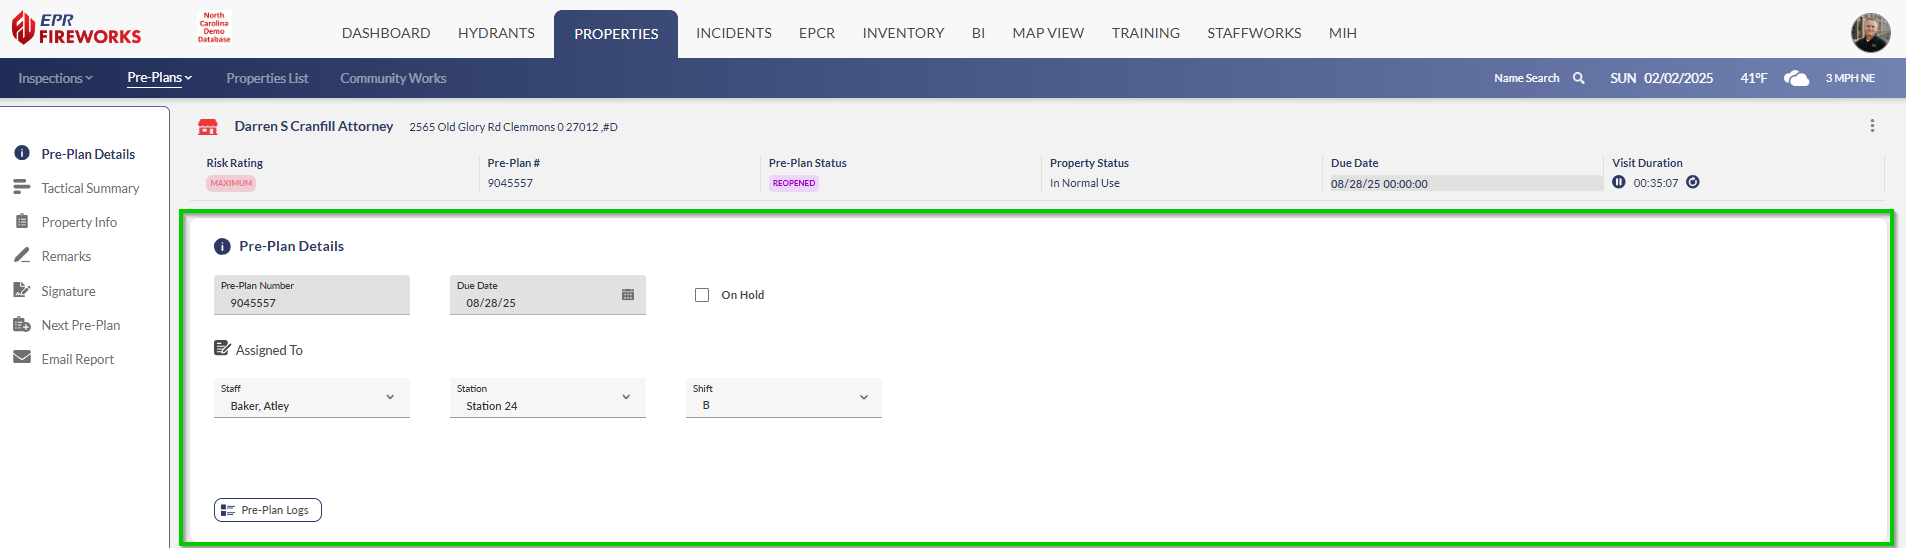 EPR
FIREWORKS
North
Carolina
Demo
Database
DASHBOARD HYDRANTS PROPERTIES INCIDENTS EPCR INVENTORY BI MAP VIEW TRAINING STAFFWORKS MIH
Inspections Pre-Plans Properties List Community Works Name Search SUN 02/02/2025 41°F 3 MPH NE
Pre-Plan Details
Tactical Summary
Property Info
Remarks
Signature
Next Pre-Plan
Email Report
Darren S Cranfill Attorney 2565 Old Glory Rd Clemmons 0 27012 ,#D
Risk Rating Pre-Plan # Pre-Plan Status Property Status Due Date Visit Duration
MAXIMUM 9045557 REOPENED In Normal Use 08/28/25 00:00:00 00:35:07
Pre-Plan Details
Pre-Plan Number Due Date
9045557 08/28/25 On Hold
Assigned To
Staff Station Shift
Baker, Atley Station 24 B
Pre-Plan Logs